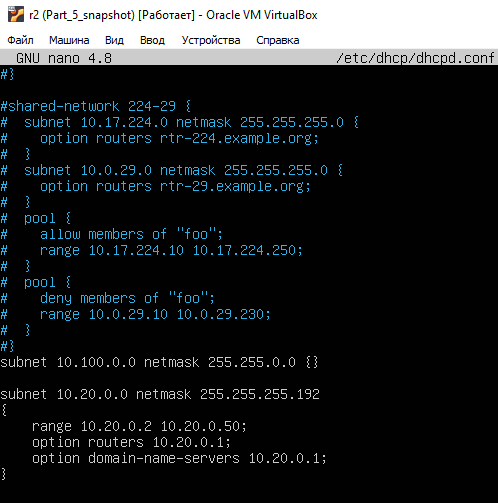 r2 (Part_5_snapshot) [Работает] - Oracle VM VirtualBox
Файл Машина Вид Ввод Устройства Справка
GNU nano 4.8 /etc/dhcp/dhcpd.conf
#}
#shared-network 224-29 {
#  subnet 10.17.224.0 netmask 255.255.255.0 {
#    option routers rtr-224.example.org;
#  }
#  subnet 10.0.29.0 netmask 255.255.255.0 {
#    option routers rtr-29.example.org;
#  }
#  pool {
#    allow members of "foo";
#    range 10.17.224.10 10.17.224.250;
#  }
#  pool {
#    deny members of "foo";
#    range 10.0.29.10 10.0.29.230;
#  }
#}
subnet 10.100.0.0 netmask 255.255.0.0 {}
subnet 10.20.0.0 netmask 255.255.255.192
{
    range 10.20.0.2 10.20.0.50;
    option routers 10.20.0.1;
    option domain-name-servers 10.20.0.1;
}